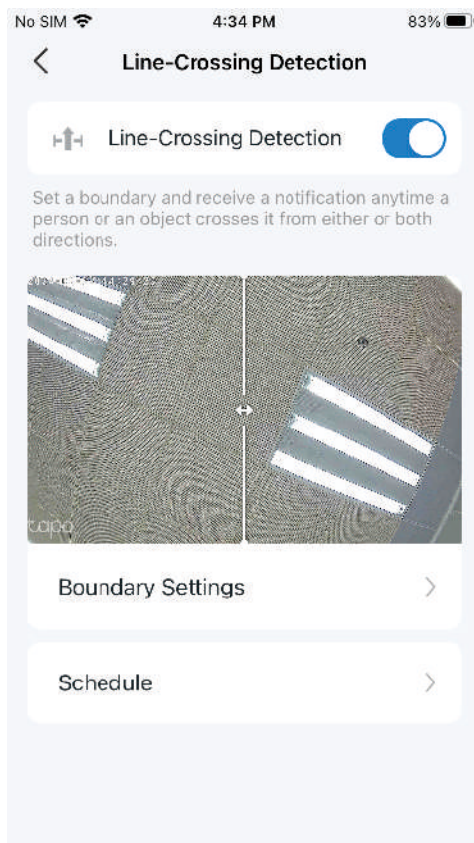 No SIM 4:34 PM 83%
Line-Crossing Detection
Line-Crossing Detection
Set a boundary and receive a notification anytime a
person or an object crosses it from either or both
directions.
tapo
Boundary Settings
Schedule